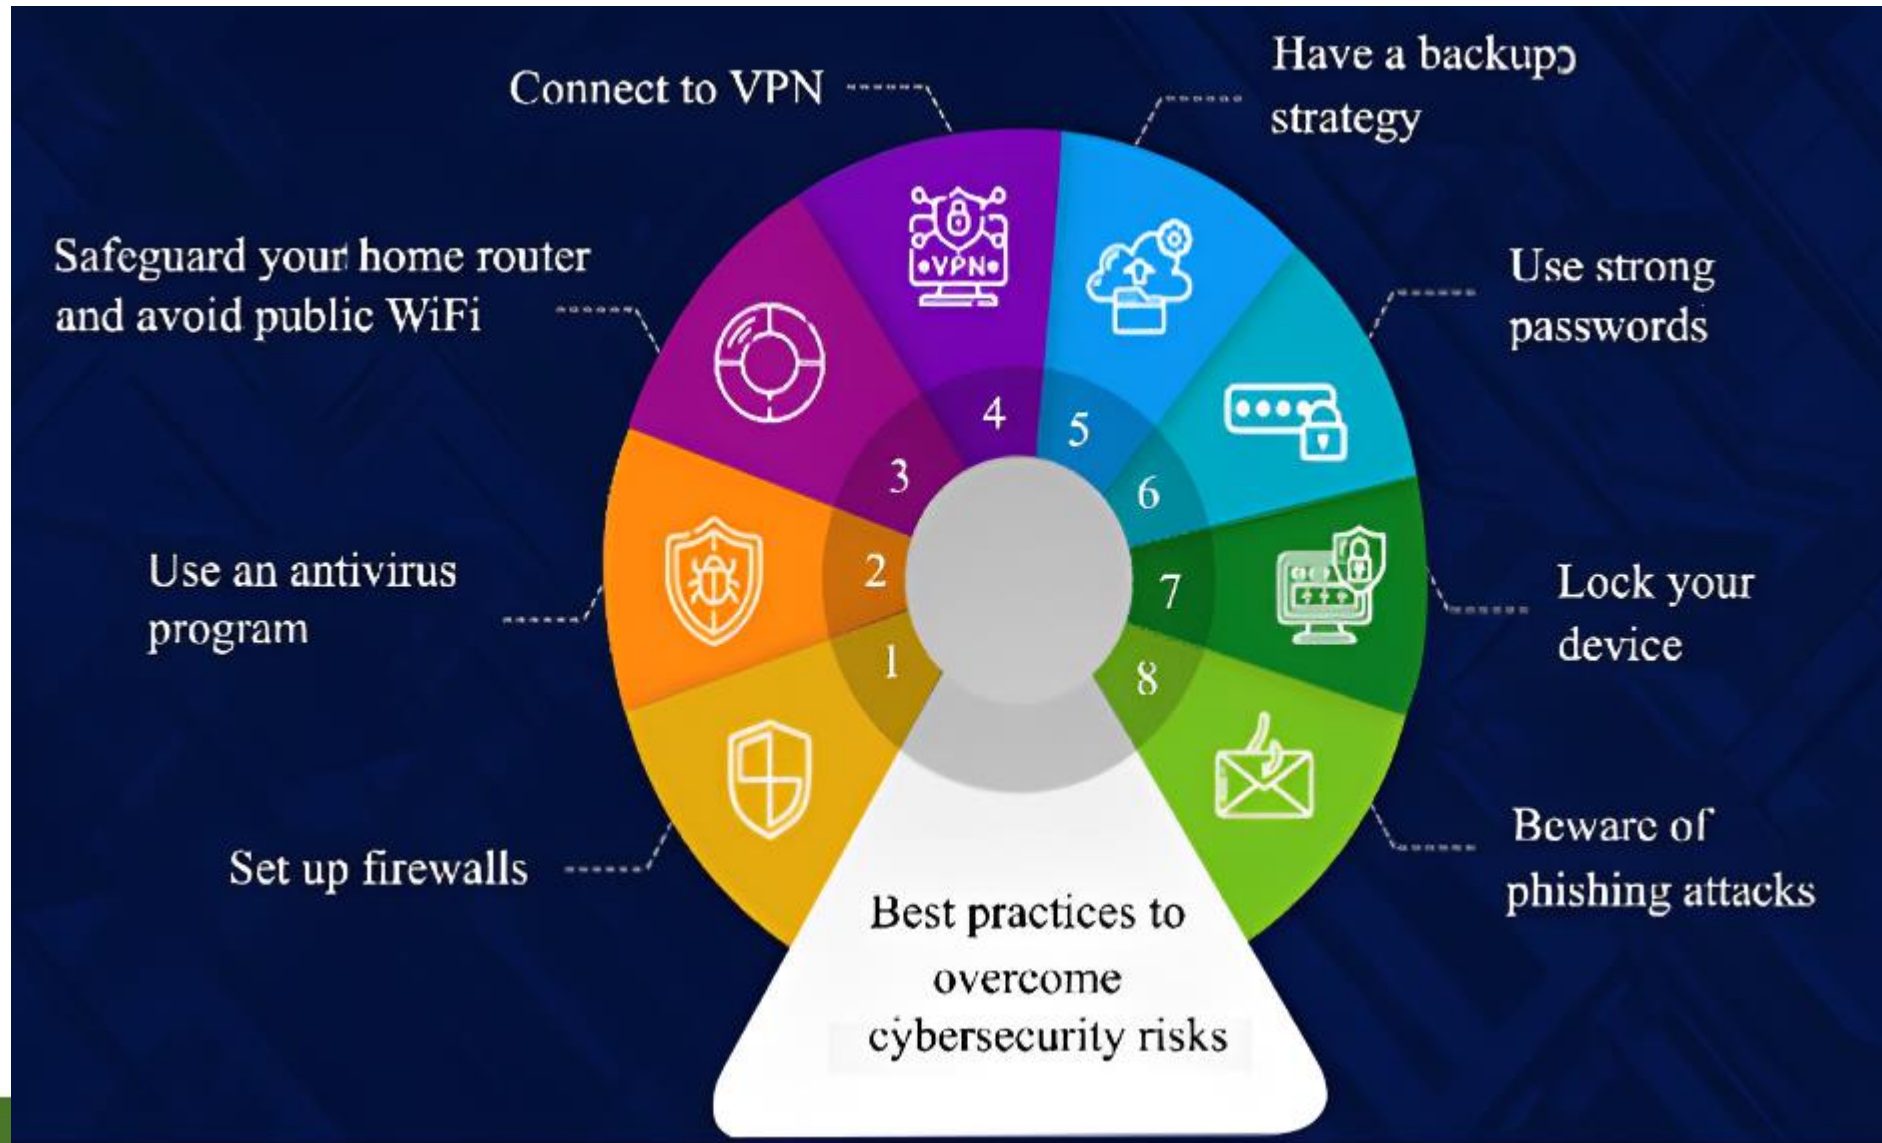 Connect to VPN
Have a backup
strategy
Safeguard your home router
and avoid public WiFi
Use strong
passwords
Use an antivirus
program
Lock your
device
Set up firewalls
Beware of
phishing attacks
•VPN•
4
5
3
6
2
7
1
8
Best practices to
overcome
cybersecurity risks